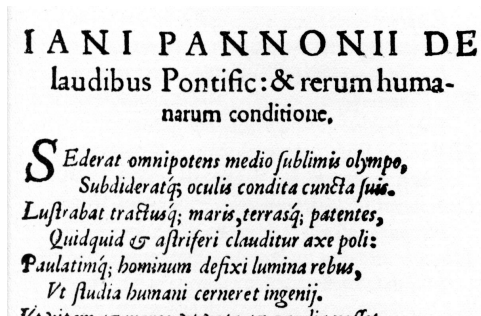 IANI PANNONII DE
laudibus Pontific: & rerum huma-
narum conditione.
SEderat omnipotens medio ſublimis olympo,
Subdideratq́; oculis condita cuncta ſuis.
Luſtrabat tractusq́; maris, terrasq́; patentes,
Quidquid & aſtriferi clauditur axe poli:
Paulatimq́; hominum defixi lumina rebus,
Vt ſtudia humani cerneret ingenij.